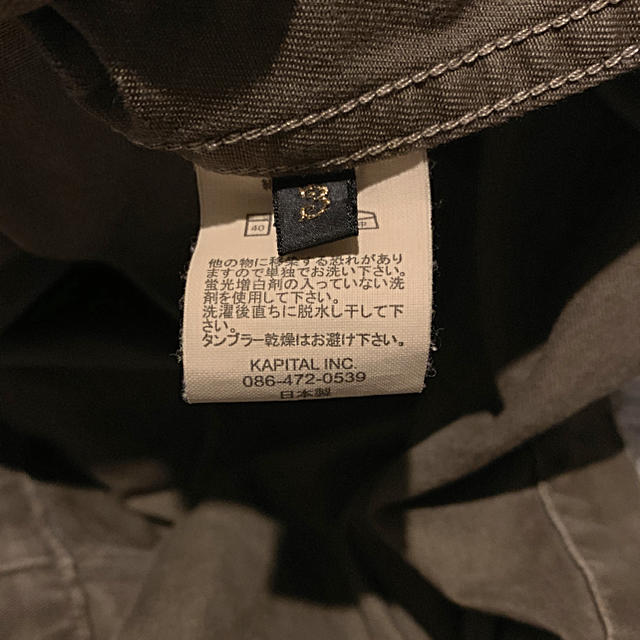 3
40
中
他の物に移染する恐れがあり
ますので単独でお洗い下さい。
蛍光増白剤の入っていない洗
剤を使用して下さい。
洗濯後直ちに脱水し干して下
さい。
タンブラー乾燥はお避け下さい。
KAPITAL INC.
086-472-0539
日本製